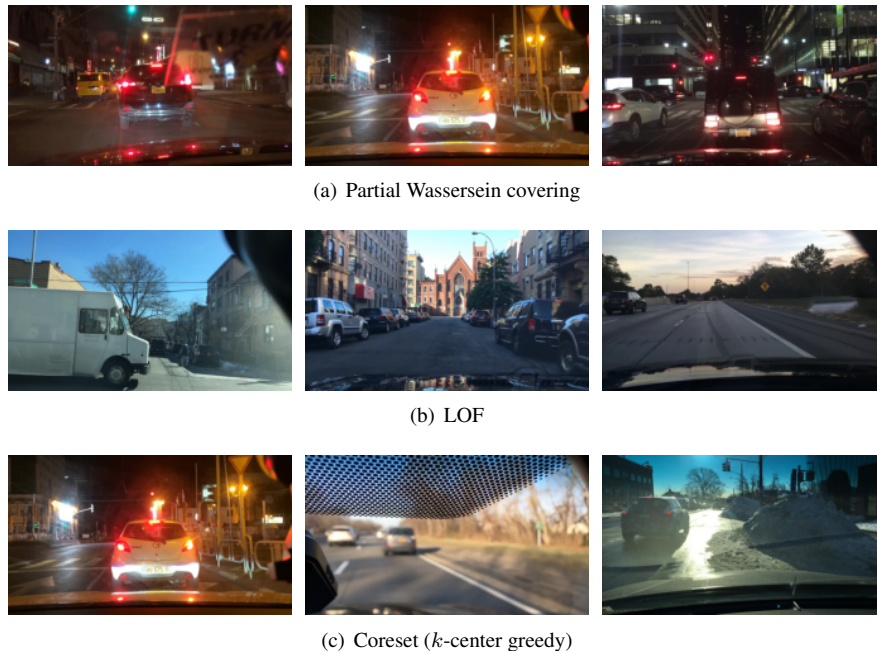 (a) Partial Wassersein covering
(b) LOF
(c) Coreset (k-center greedy)